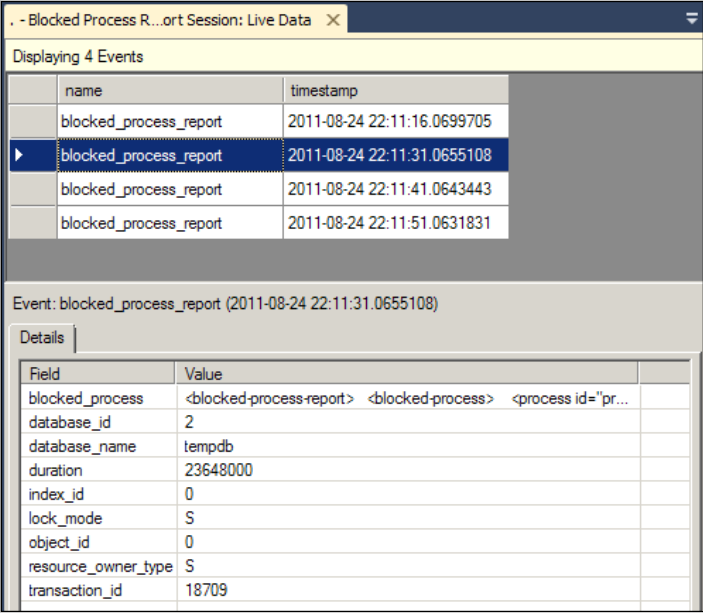 . - Blocked Process R...ort Session: Live Data
Displaying 4 Events
name timestamp
blocked_process_report 2011-08-24 22:11:16.0699705
blocked_process_report 2011-08-24 22:11:31.0655108
blocked_process_report 2011-08-24 22:11:41.0643443
blocked_process_report 2011-08-24 22:11:51.0631831
Event: blocked_process_report (2011-08-24 22:11:31.0655108)
Details
Field Value
blocked_process <blocked-process-report> <blocked-process> <process id="pr...
database_id 2
database_name tempdb
duration 23648000
index_id 0
lock_mode S
object_id 0
resource_owner_type S
transaction_id 18709